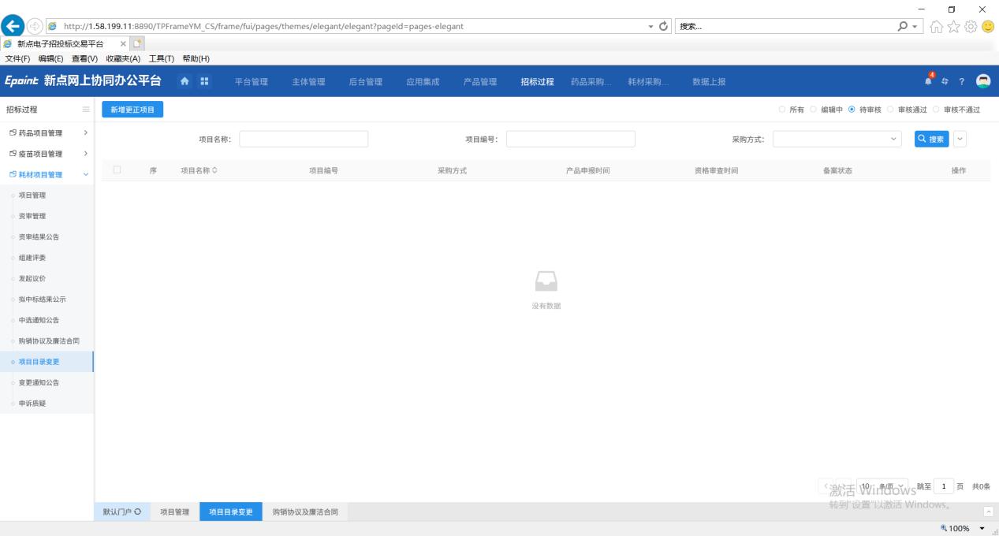 http://1.58.199.11:8890/TPFrameYM_CS/frame/fui/pages/themes/elegant/elegant?pageId=pages-elegant
搜索...
新点电子招投标交易平台
文件(F) 编辑(E) 查看(V) 收藏夹(A) 工具(T) 帮助(H)
Epoint 新点网上协同办公平台 平台管理 主体管理 后台管理 应用集成 产品管理 招标过程 药品采购... 耗材采购... 数据上报 4 ?
招标过程
新增更正项目
所有 编辑中 待审核 审核通过 审核不通过
药品项目管理
疫苗项目管理
耗材项目管理
项目管理
资审管理
资审结果公告
组建评委
发起议价
拟中标结果公示
中选通知公告
购销协议及廉洁合同
项目目录变更
变更通知公告
申诉质疑
项目名称: 项目编号: 采购方式: 搜索
序 项目名称 项目编号 采购方式 产品申报时间 资格审查时间 备案状态 操作
没有数据
10 条/页 跳至 1 页 共0条
激活 Windows
转到"设置"以激活 Windows。
默认门户 项目管理 项目目录变更 购销协议及廉洁合同
100%